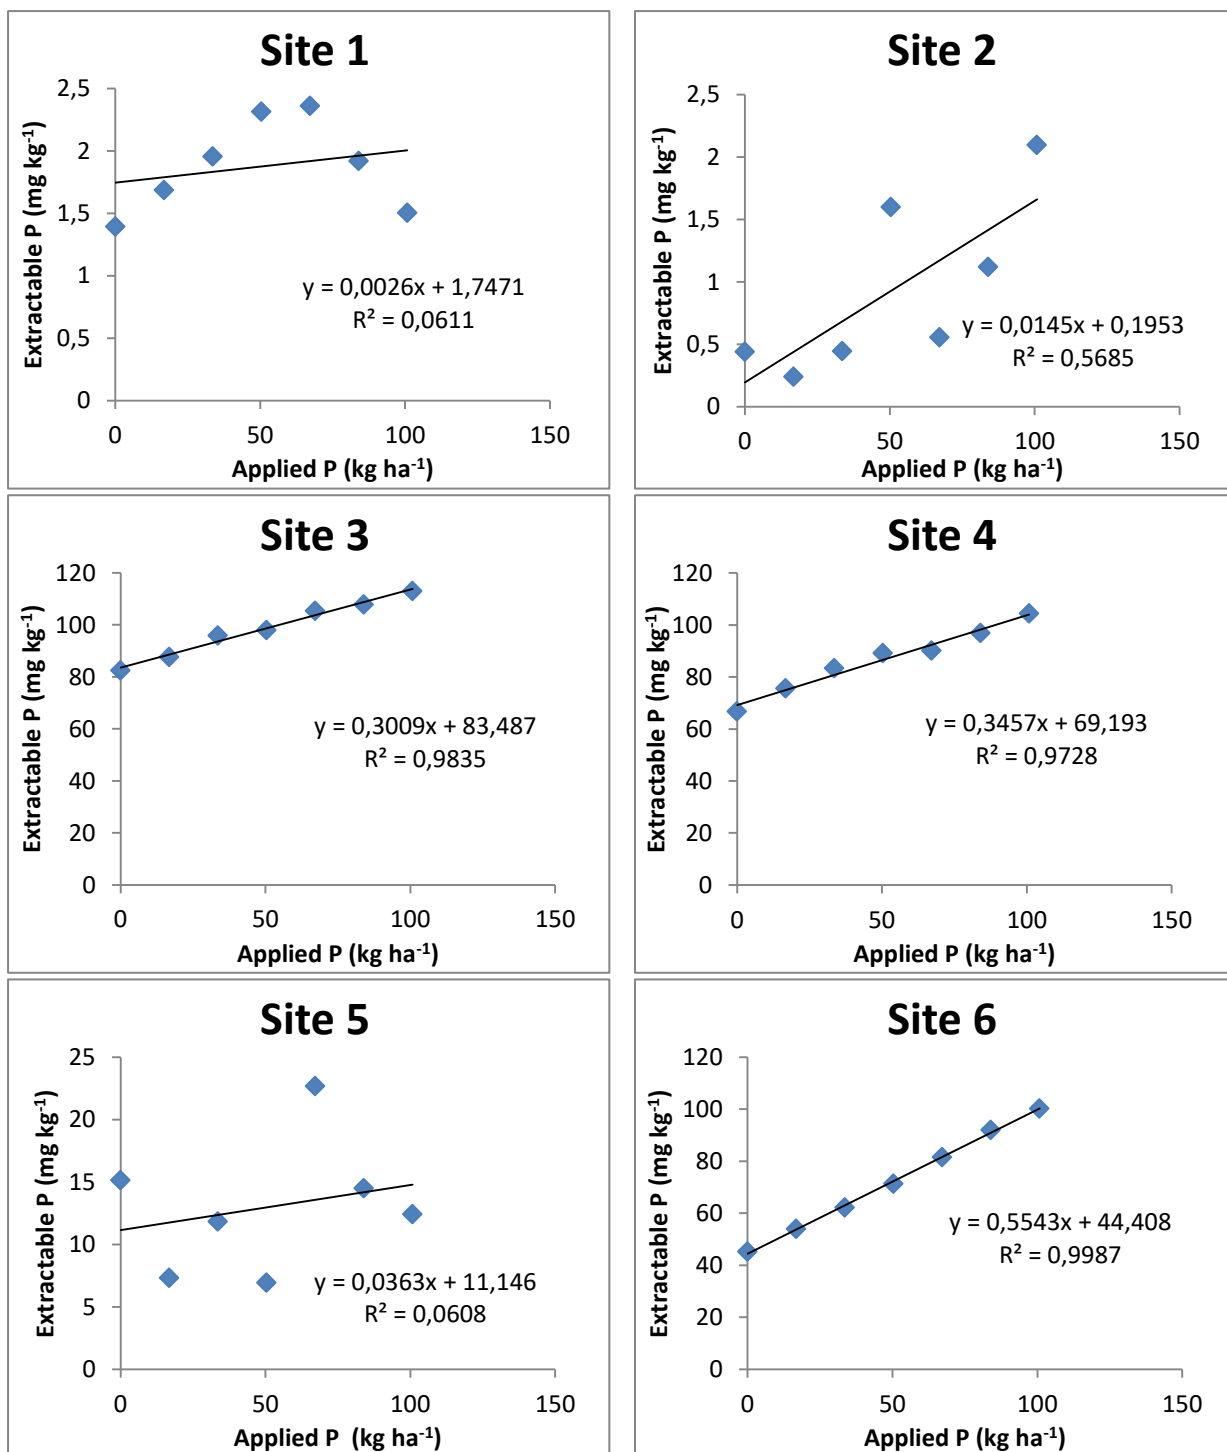 Site 1
Extractable P (mg kg⁻¹)
2,5
2
1,5
1
0,5
0
0 50 100 150
y = 0,0026x + 1,7471
R² = 0,0611
Applied P (kg ha⁻¹)
Site 2
Extractable P (mg kg⁻¹)
2,5
2
1,5
1
0,5
0
0 50 100 150
y = 0,0145x + 0,1953
R² = 0,5685
Applied P (kg ha⁻¹)
Site 3
Extractable P (mg kg⁻¹)
120
100
80
60
40
20
0
0 50 100 150
y = 0,3009x + 83,487
R² = 0,9835
Applied P (kg ha⁻¹)
Site 4
Extractable P (mg kg⁻¹)
120
100
80
60
40
20
0
0 50 100 150
y = 0,3457x + 69,193
R² = 0,9728
Applied P (kg ha⁻¹)
Site 5
Extractable P (mg kg⁻¹)
25
20
15
10
5
0
0 50 100 150
y = 0,0363x + 11,146
R² = 0,0608
Applied P (kg ha⁻¹)
Site 6
Extractable P (mg kg⁻¹)
120
100
80
60
40
20
0
0 50 100 150
y = 0,5543x + 44,408
R² = 0,9987
Applied P (kg ha⁻¹)